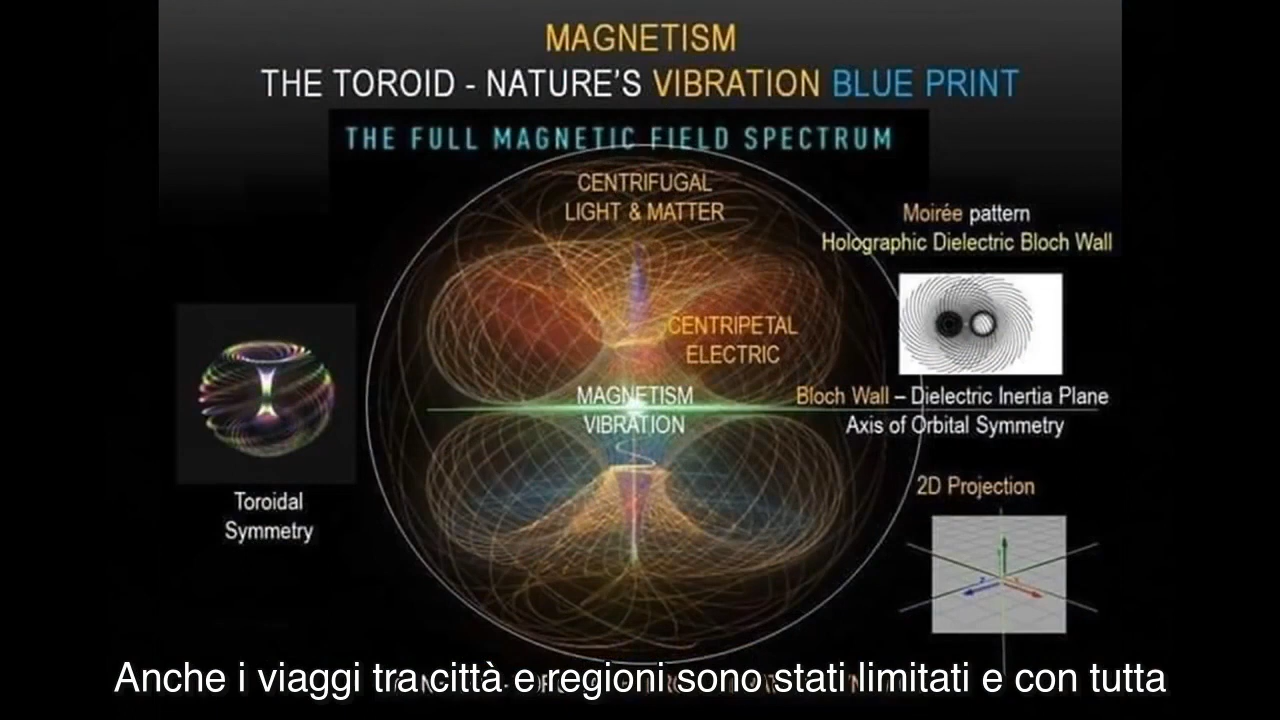 MAGNETISM
THE TOROID - NATURE'S VIBRATION BLUE PRINT
THE FULL MAGNETIC FIELD SPECTRUM
CENTRIFUGAL
LIGHT & MATTER
Moirée pattern
Holographic Dielectric Bloch Wall
CENTRIPETAL
ELECTRIC
MAGNETISM
VIBRATION
Bloch Wall – Dielectric Inertia Plane
Axis of Orbital Symmetry
2D Projection
Toroidal
Symmetry
Anche i viaggi tra città e regioni sono stati limitati e con tutta